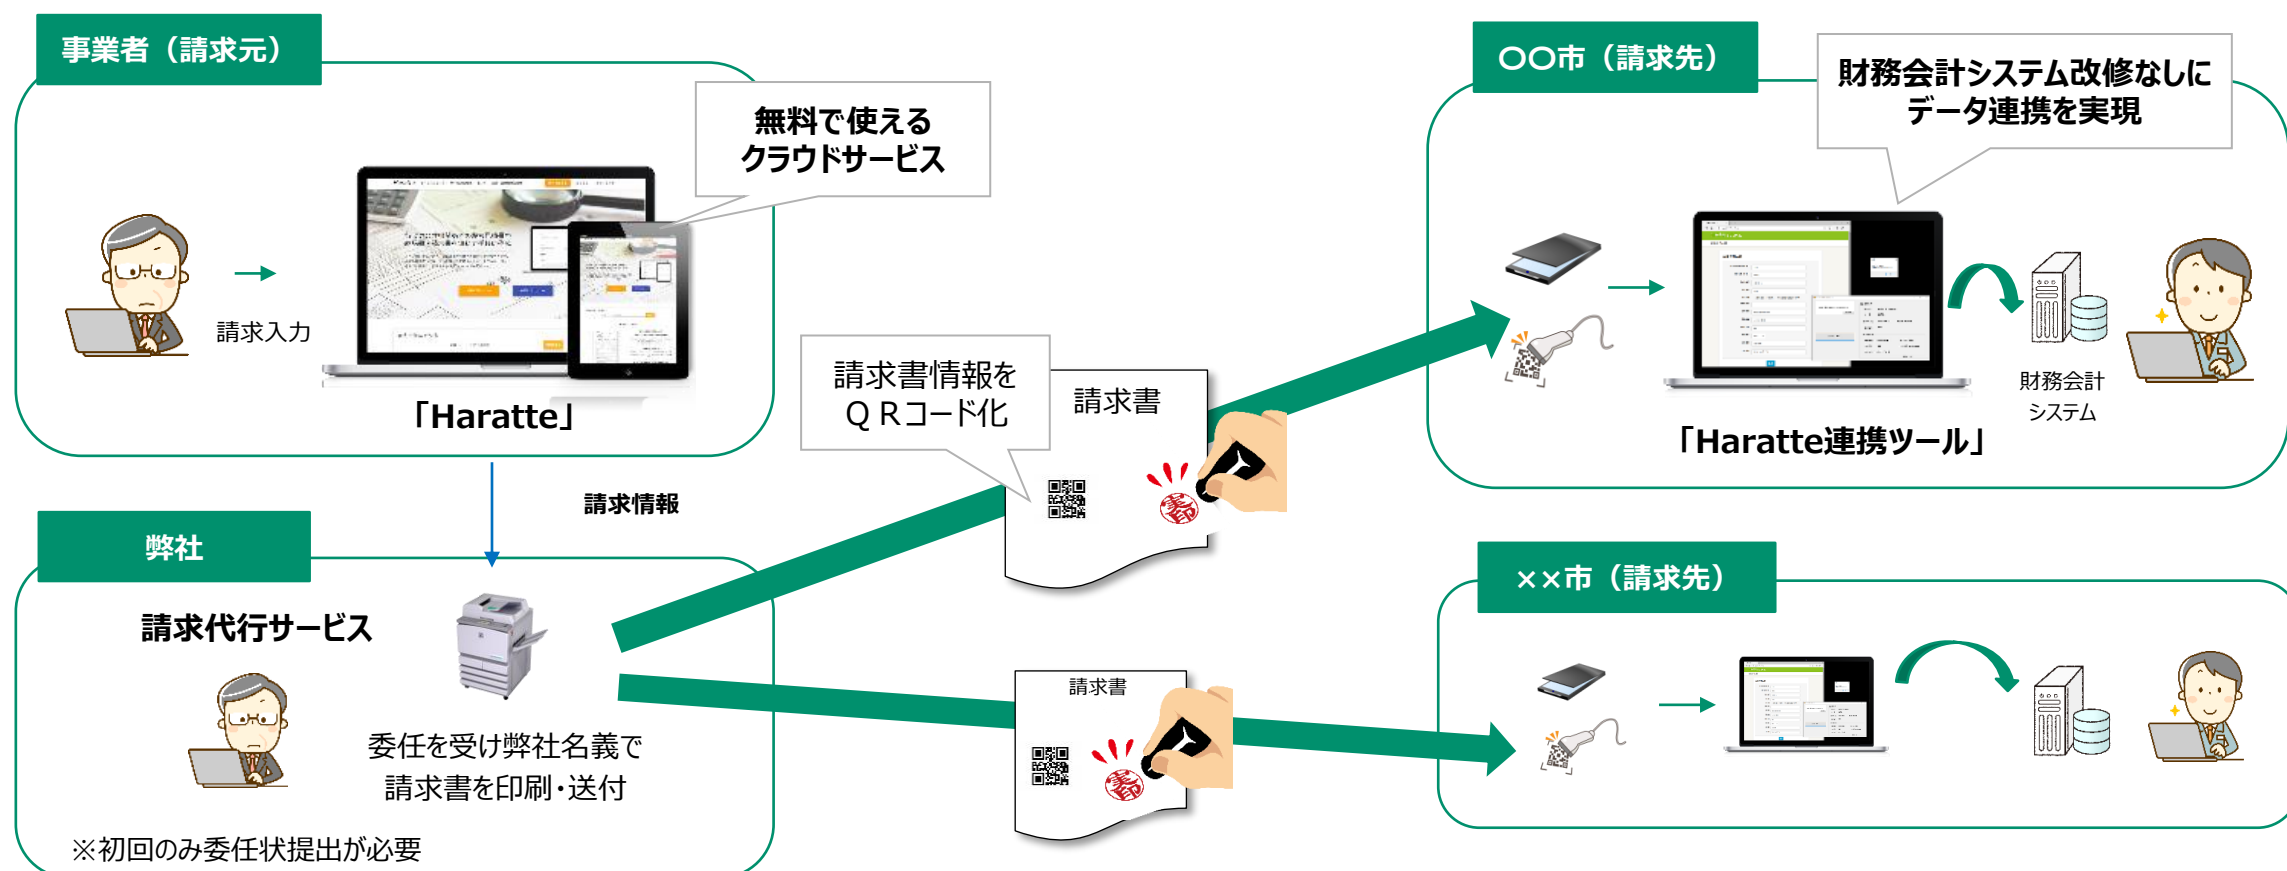 事業者（請求元）
無料で使える
クラウドサービス
請求入力
「Haratte」
請求情報
弊社
請求代行サービス
委任を受け弊社名義で
請求書を印刷・送付
※初回のみ委任状提出が必要
請求書情報を
ＱＲコード化
請求書
請求書
〇〇市（請求先）
財務会計システム改修なしに
データ連携を実現
財務会計
システム
「Haratte連携ツール」
××市（請求先）